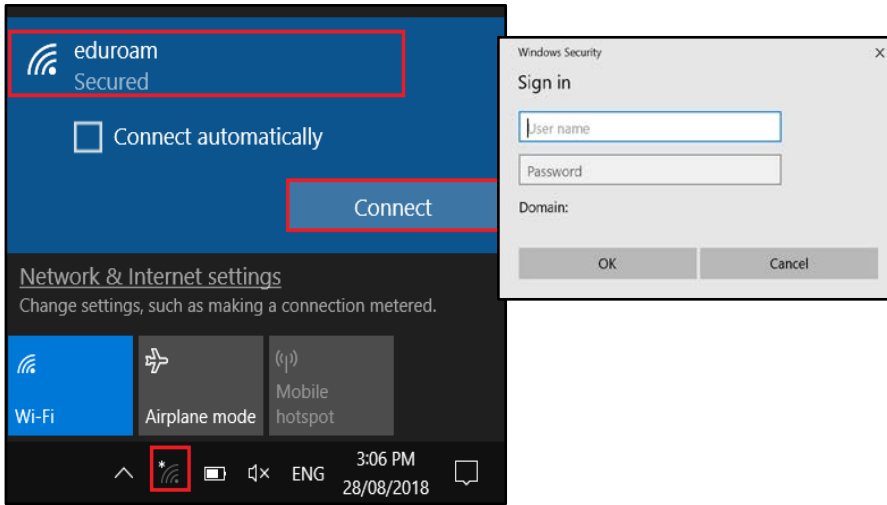 eduroam
Secured
Connect automatically
Connect
Network & Internet settings
Change settings, such as making a connection metered.
Wi-Fi
Airplane mode
Mobile
hotspot
ENG
3:06 PM
28/08/2018
Windows Security
Sign in
User name
Password
Domain:
OK
Cancel